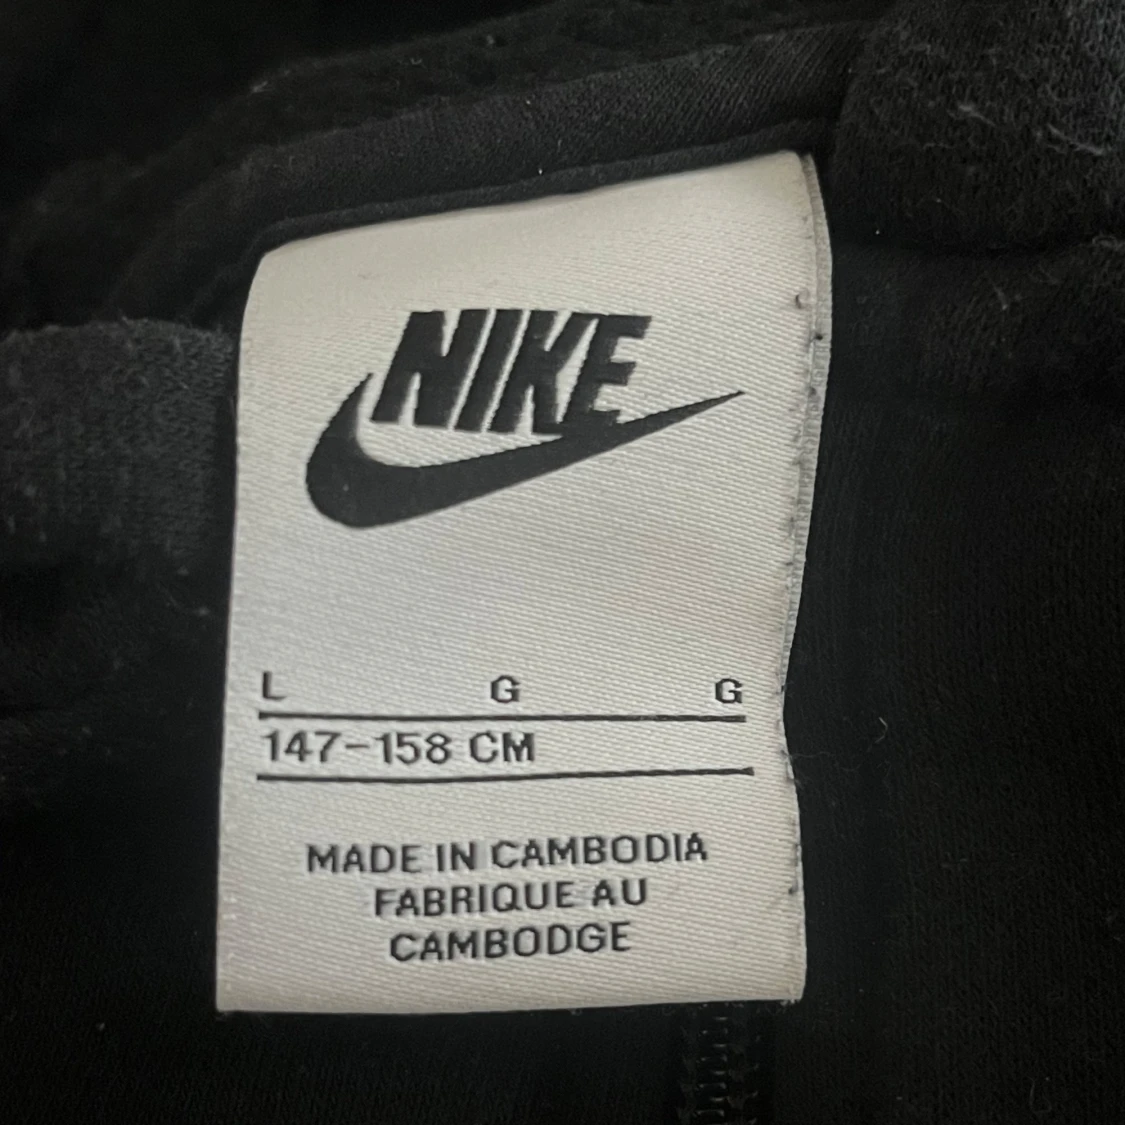 NIKE
L G G
147-158 CM
MADE IN CAMBODIA
FABRIQUE AU
CAMBODGE